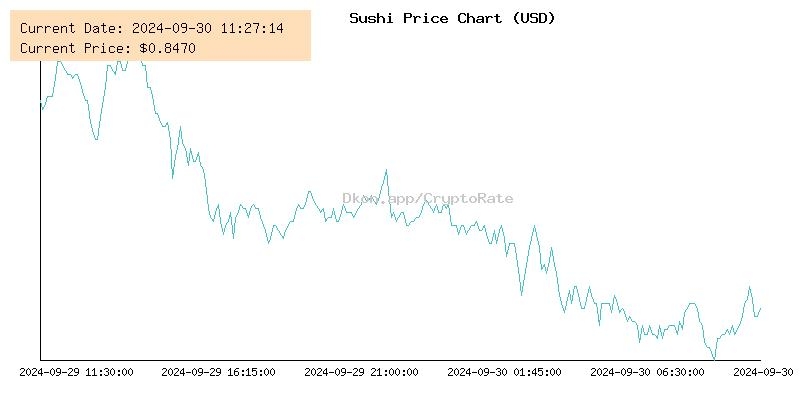 Sushi Price Chart (USD)
Current Date: 2024-09-30 11:27:14
Current Price: $0.8470
Dkon.app/CryptoRate
2024-09-29 11:30:00 2024-09-29 16:15:00 2024-09-29 21:00:00 2024-09-30 01:45:00 2024-09-30 06:30:00 2024-09-30